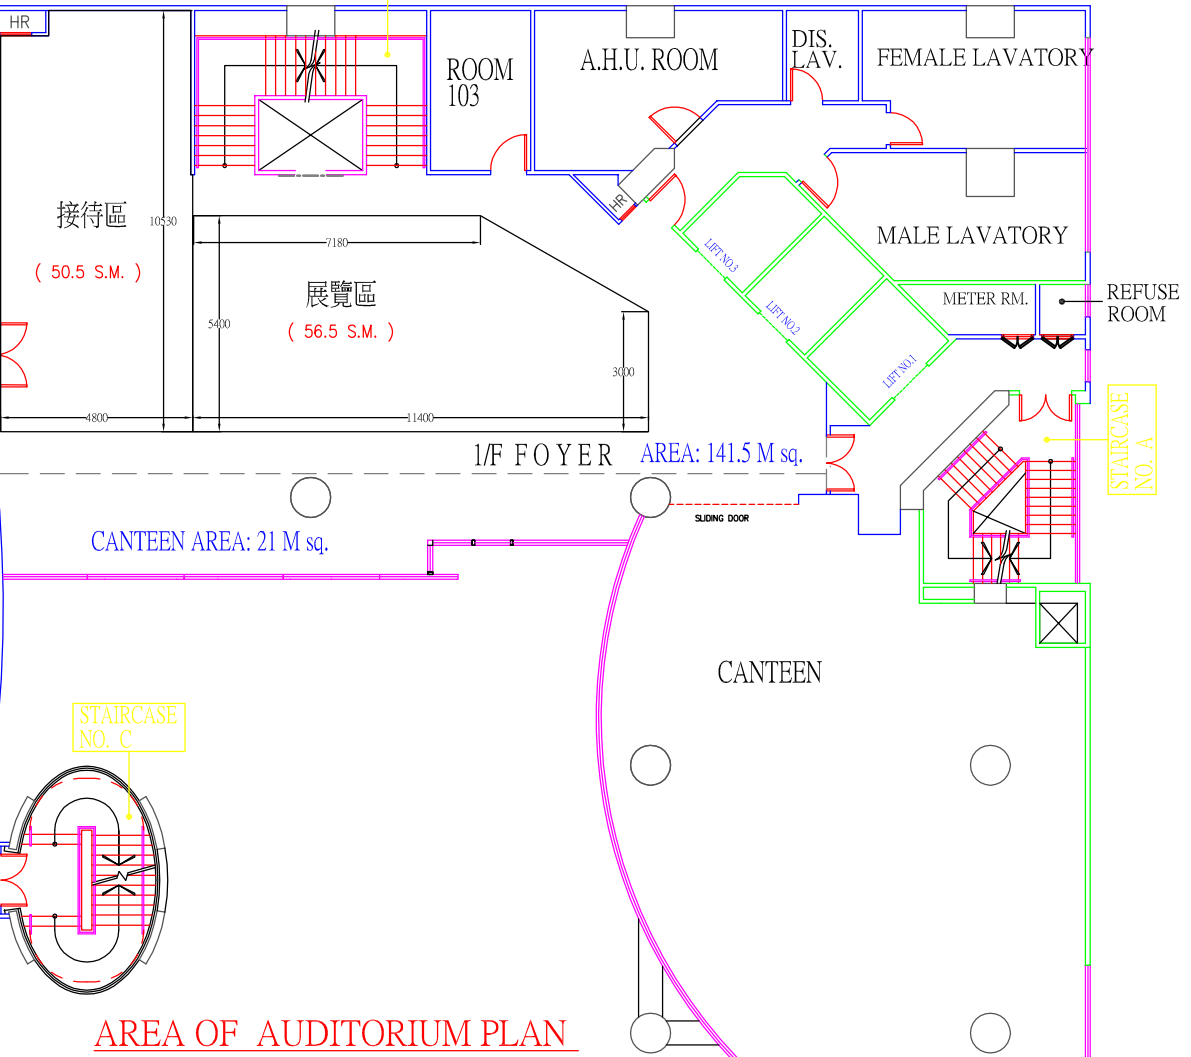 HR
ROOM
103
A.H.U. ROOM
DIS.
LAV.
FEMALE LAVATORY
接待區
10530
( 50.5 S.M. )
7180
展覽區
( 56.5 S.M. )
5400
3000
4800
11400
HR
LIFT NO.3
LIFT NO.2
LIFT NO.1
MALE LAVATORY
METER RM.
REFUSE
ROOM
STAIRCASE
NO. A
1/F FOYER
AREA: 141.5 M sq.
SLIDING DOOR
CANTEEN AREA: 21 M sq.
CANTEEN
STAIRCASE
NO. C
AREA OF AUDITORIUM PLAN